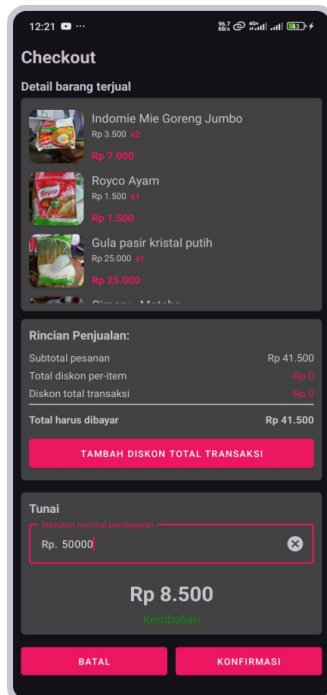 12:21
Checkout
Detail barang terjual
Indomie Mie Goreng Jumbo
Rp 3.500 x2
Rp 7.000
Royco Ayam
Rp 1.500 x1
Rp 1.500
Gula pasir kristal putih
Rp 25.000 x1
Rp 25.000
Rincian Penjualan:
Subtotal pesanan Rp 41.500
Total diskon per-item -Rp 0
Diskon total transaksi -Rp 0
Total harus dibayar Rp 41.500
TAMBAH DISKON TOTAL TRANSAKSI
Tunai
Masukan nominal pembayaran
Rp. 50000
Rp 8.500
Kembalian
BATAL KONFIRMASI